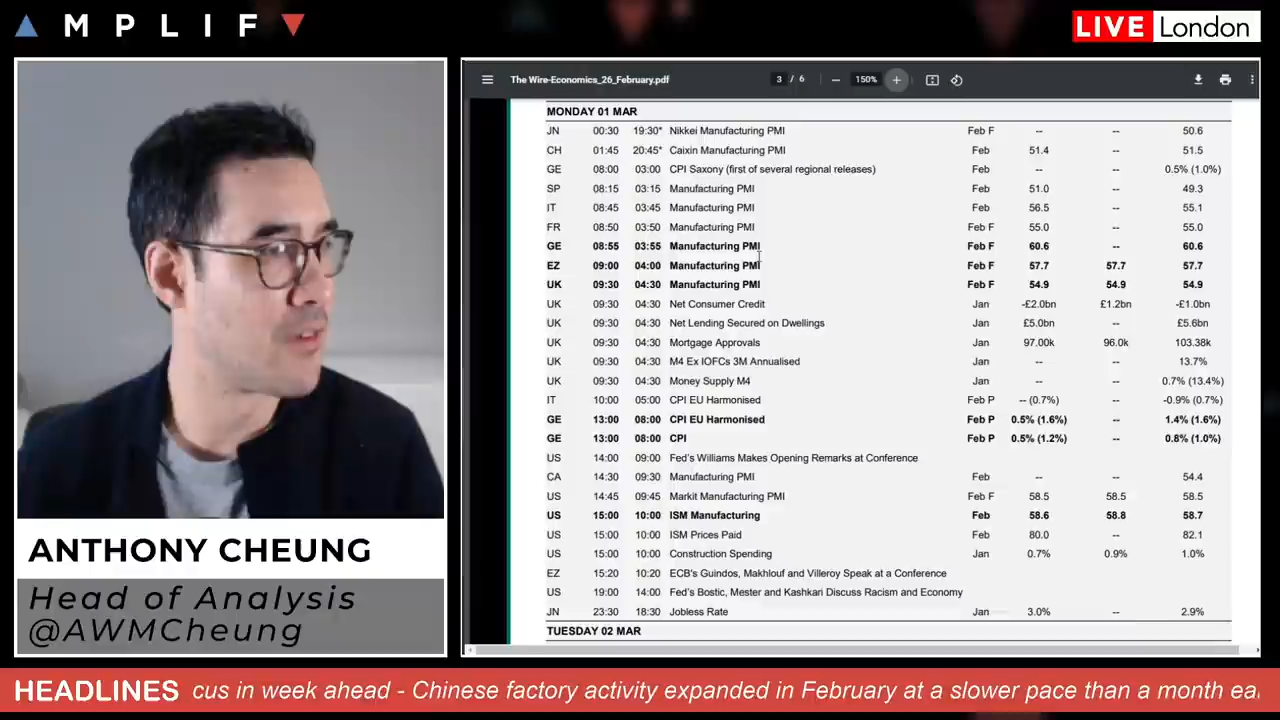 AMPLIFY
LIVE London
The Wire-Economics_26_February.pdf 3 / 6 150%
MONDAY 01 MAR
JN 00:30 19:30* Nikkei Manufacturing PMI Feb F -- -- 50.6
CH 01:45 20:45* Caixin Manufacturing PMI Feb 51.4 -- 51.5
GE 08:00 03:00 CPI Saxony (first of several regional releases) Feb -- -- 0.5% (1.0%)
SP 08:15 03:15 Manufacturing PMI Feb 51.0 -- 49.3
IT 08:45 03:45 Manufacturing PMI Feb 56.5 -- 55.1
FR 08:50 03:50 Manufacturing PMI Feb F 55.0 -- 55.0
GE 08:55 03:55 Manufacturing PMI Feb F 60.6 -- 60.6
EZ 09:00 04:00 Manufacturing PMI Feb F 57.7 57.7 57.7
UK 09:30 04:30 Manufacturing PMI Feb F 54.9 54.9 54.9
UK 09:30 04:30 Net Consumer Credit Jan -£2.0bn £1.2bn -£1.0bn
UK 09:30 04:30 Net Lending Secured on Dwellings Jan £5.0bn -- £5.6bn
UK 09:30 04:30 Mortgage Approvals Jan 97.00k 96.0k 103.38k
UK 09:30 04:30 M4 Ex IOFCs 3M Annualised Jan -- -- 13.7%
UK 09:30 04:30 Money Supply M4 Jan -- -- 0.7% (13.4%)
IT 10:00 05:00 CPI EU Harmonised Feb P -- (0.7%) -- -0.9% (0.7%)
GE 13:00 08:00 CPI EU Harmonised Feb P 0.5% (1.6%) -- 1.4% (1.6%)
GE 13:00 08:00 CPI Feb P 0.5% (1.2%) -- 0.8% (1.0%)
US 14:00 09:00 Fed's Williams Makes Opening Remarks at Conference
CA 14:30 09:30 Manufacturing PMI Feb -- -- 54.4
US 14:45 09:45 Markit Manufacturing PMI Feb F 58.5 58.5 58.5
US 15:00 10:00 ISM Manufacturing Feb 58.6 58.8 58.7
US 15:00 10:00 ISM Prices Paid Feb 80.0 -- 82.1
US 15:00 10:00 Construction Spending Jan 0.7% 0.9% 1.0%
EZ 15:20 10:20 ECB's Guindos, Makhlouf and Villeroy Speak at a Conference
US 19:00 14:00 Fed's Bostic, Mester and Kashkari Discuss Racism and Economy
JN 23:30 18:30 Jobless Rate Jan 3.0% -- 2.9%
TUESDAY 02 MAR
ANTHONY CHEUNG
Head of Analysis
@AWMCheung
HEADLINES cus in week ahead - Chinese factory activity expanded in February at a slower pace than a month ea